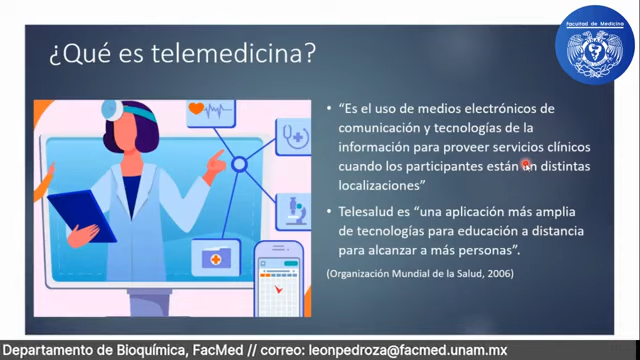 Facultad de Medicina
¿Qué es telemedicina?
• “Es el uso de medios electrónicos de
comunicación y tecnologías de la
información para proveer servicios clínicos
cuando los participantes están en distintas
localizaciones”
• Telesalud es “una aplicación más amplia
de tecnologías para educación a distancia
para alcanzar a más personas”.
(Organización Mundial de la Salud, 2006)
Departamento de Bioquímica, FacMed // correo: leonpedroza@facmed.unam.mx